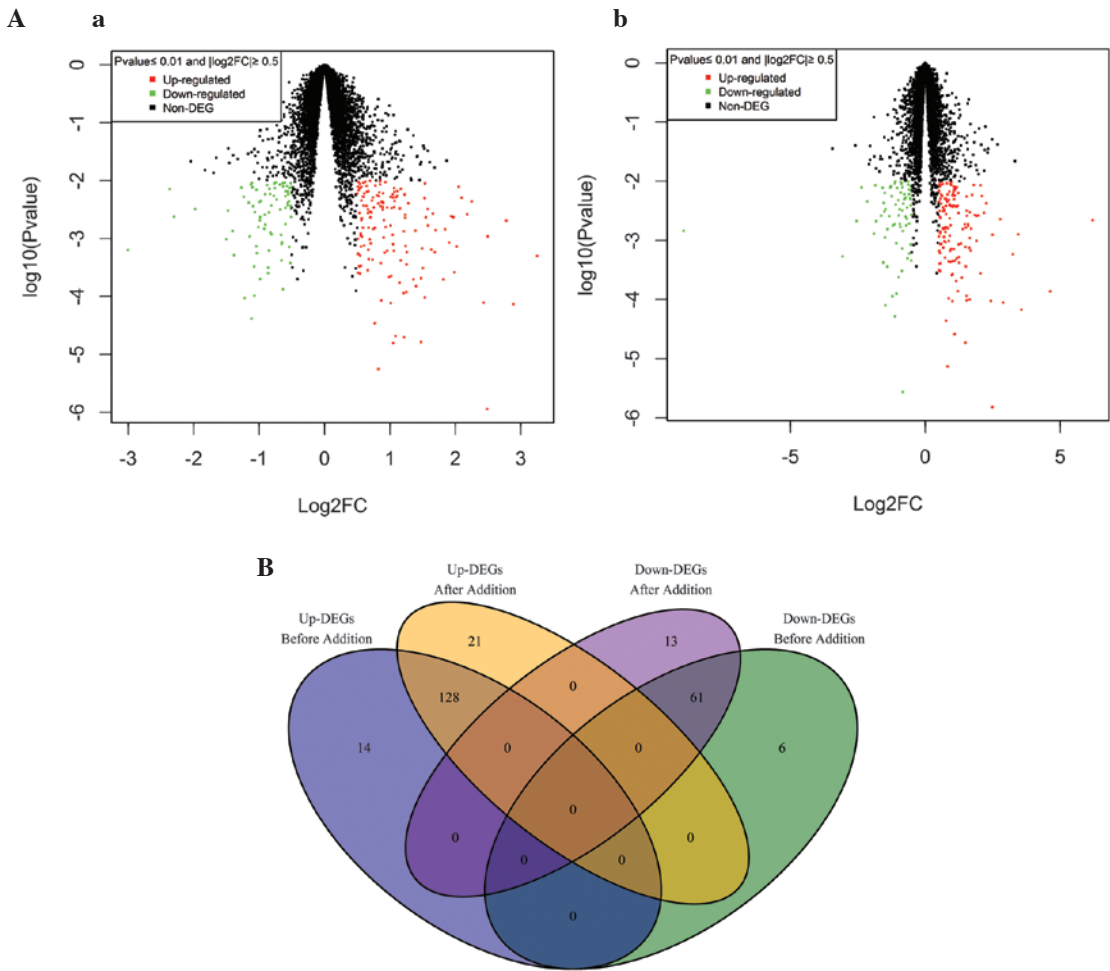 A
a
b
Pvalue≤ 0.01 and |log2FC|≥ 0.5
Up-regulated
Down-regulated
Non-DEG
0
-1
-2
-3
-4
-5
-6
log10(Pvalue)
-3
-2
-1
0
1
2
3
Log2FC
Pvalue≤ 0.01 and |log2FC|≥ 0.5
Up-regulated
Down-regulated
Non-DEG
0
-1
-2
-3
-4
-5
-6
log10(Pvalue)
-5
0
5
Log2FC
B
Up-DEGs
Before Addition
Up-DEGs
After Addition
Down-DEGs
After Addition
Down-DEGs
Before Addition
21
13
0
128
61
14
0
0
6
0
0
0
0
0
0